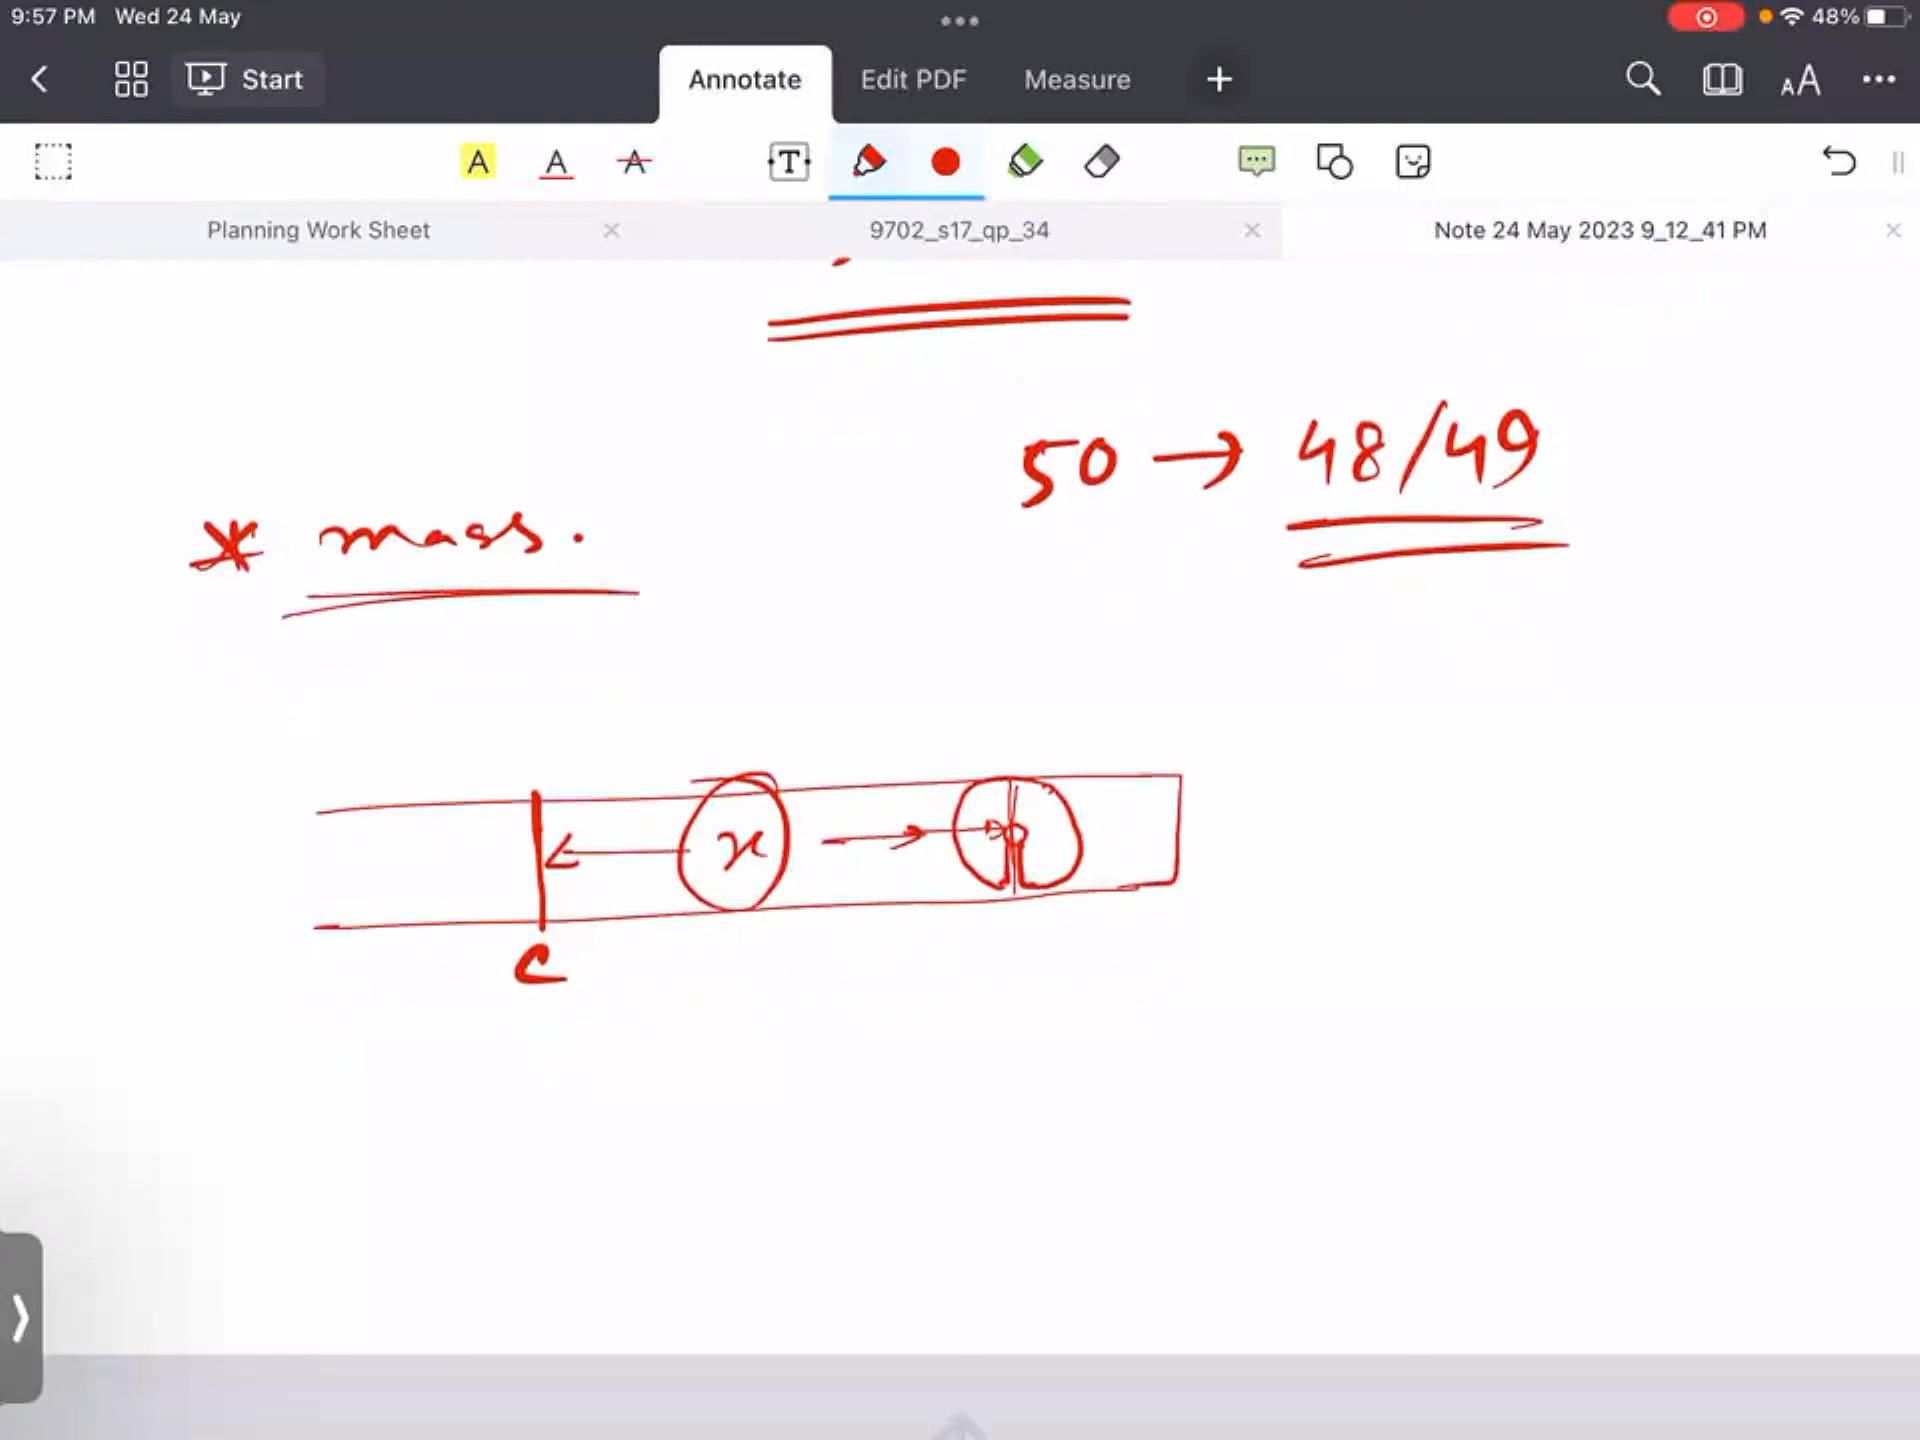 9:57 PM Wed 24 May
48%
Start
Annotate
Edit PDF
Measure
+
AA
A A A T
Planning Work Sheet
9702_s17_qp_34
Note 24 May 2023 9_12_41 PM
50 → 48/49
* mass.
x
C